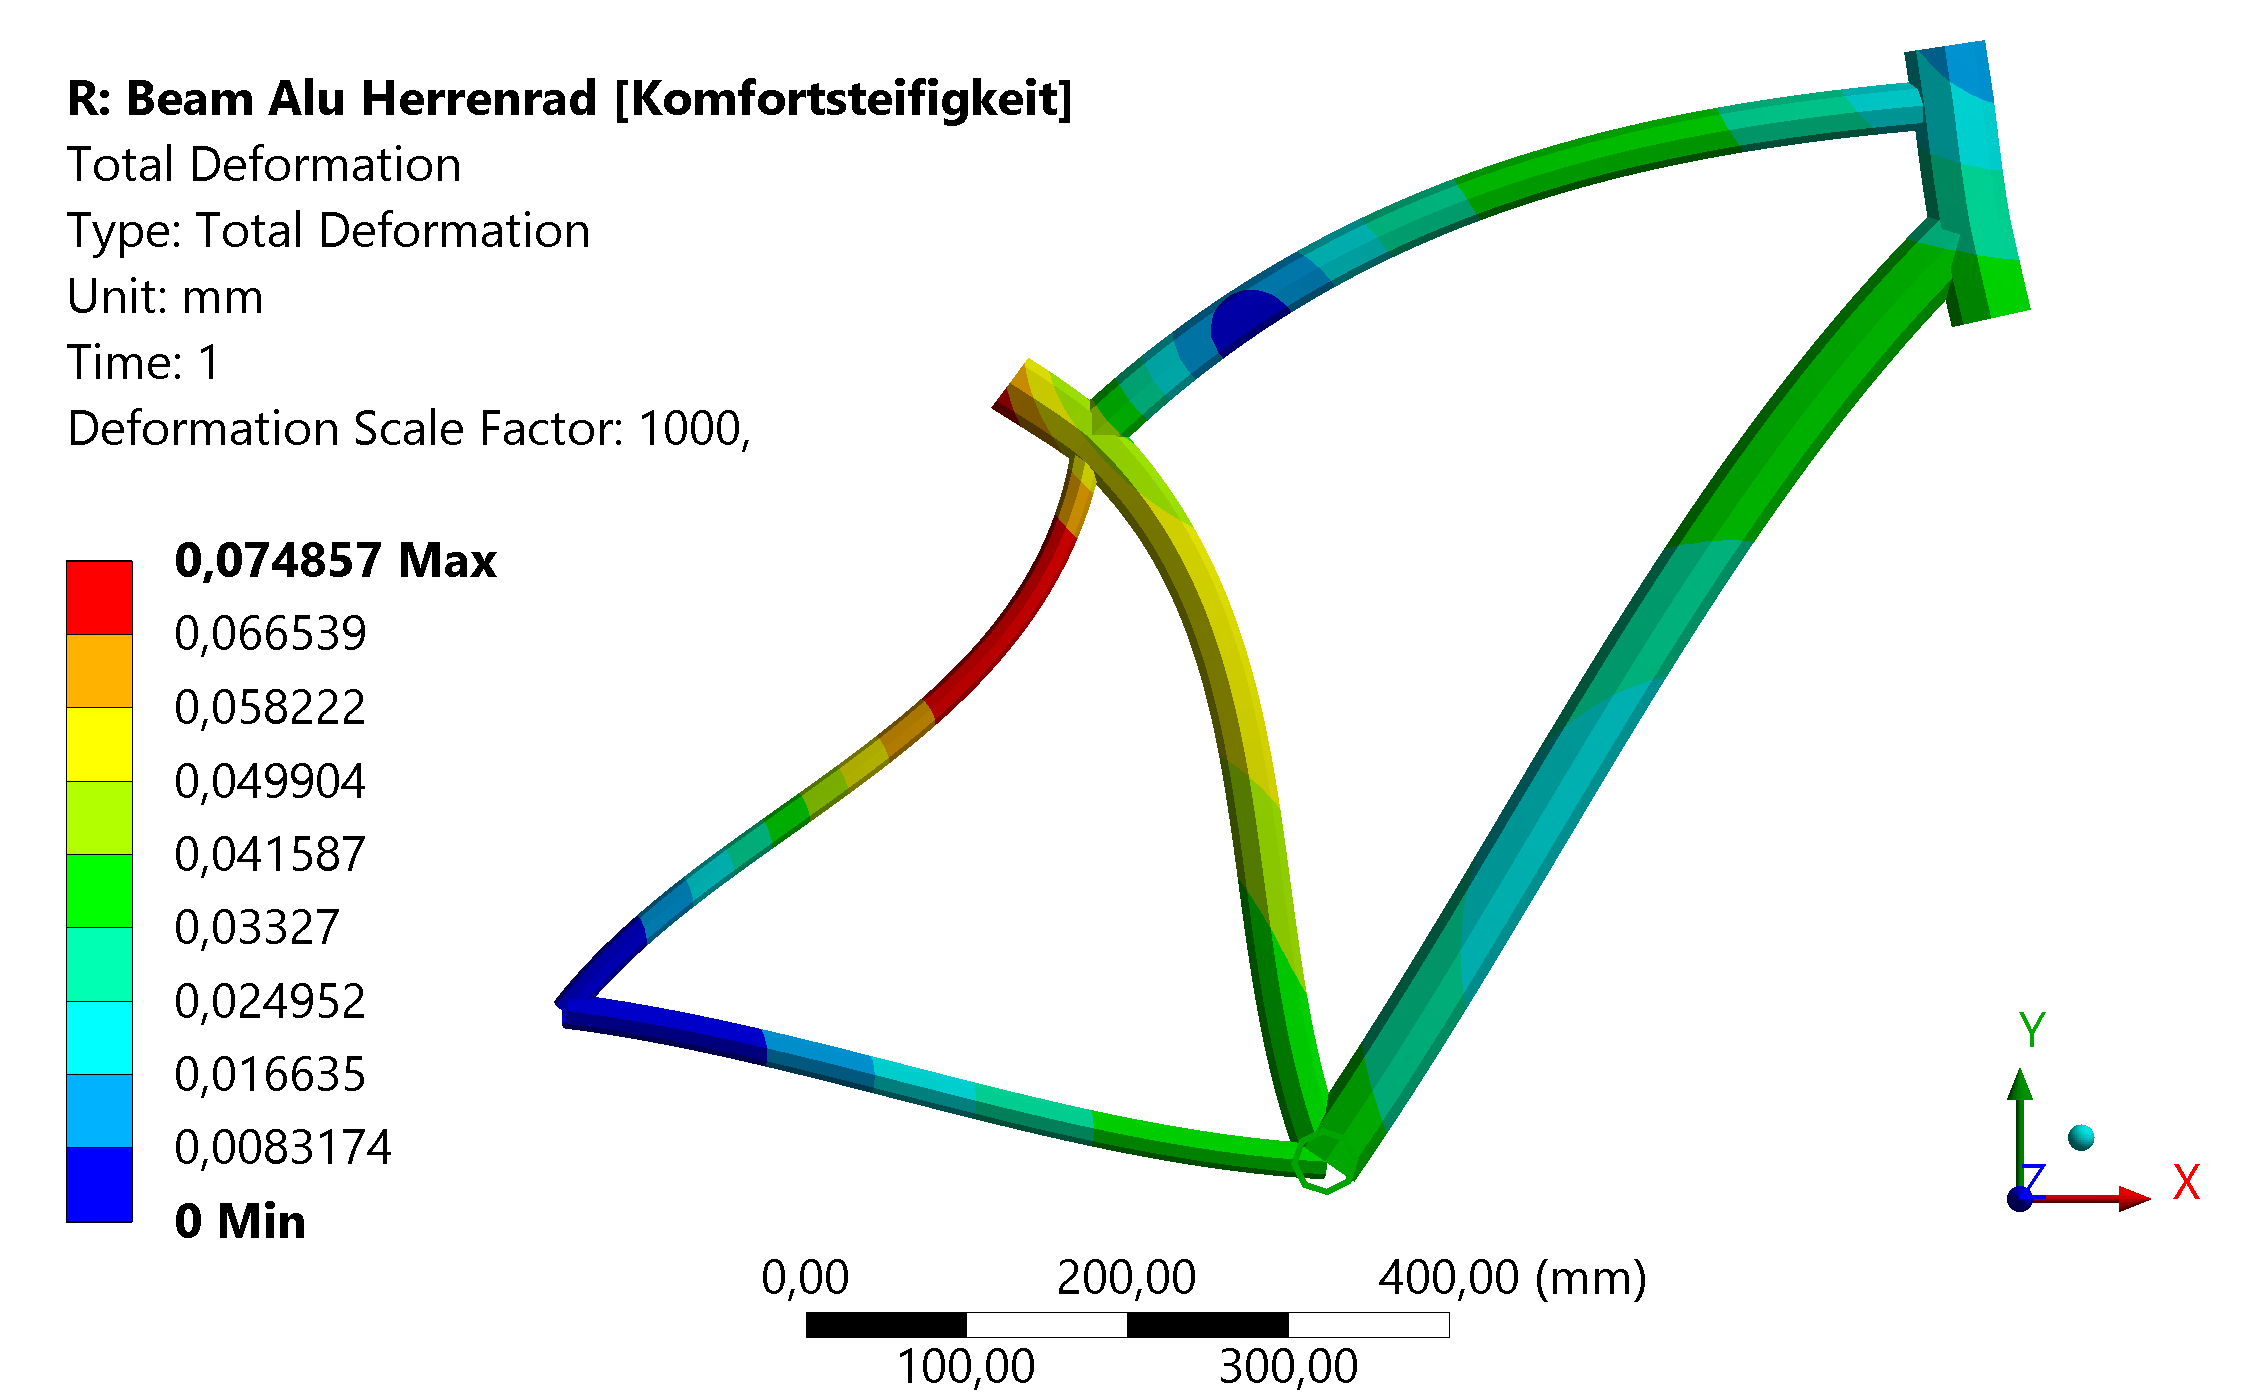 R: Beam Alu Herrenrad [Komfortsteifigkeit]
Total Deformation
Type: Total Deformation
Unit: mm
Time: 1
Deformation Scale Factor: 1000,
0,074857 Max
0,066539
0,058222
0,049904
0,041587
0,03327
0,024952
0,016635
0,0083174
0 Min
Y
Z
X
0,00 200,00 400,00 (mm)
100,00 300,00